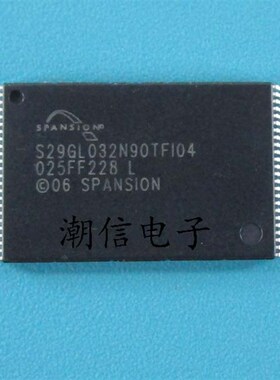 SPANSION
S29GL032N90TFI04
025FF228 L
©06 SPANSION
潮信电子